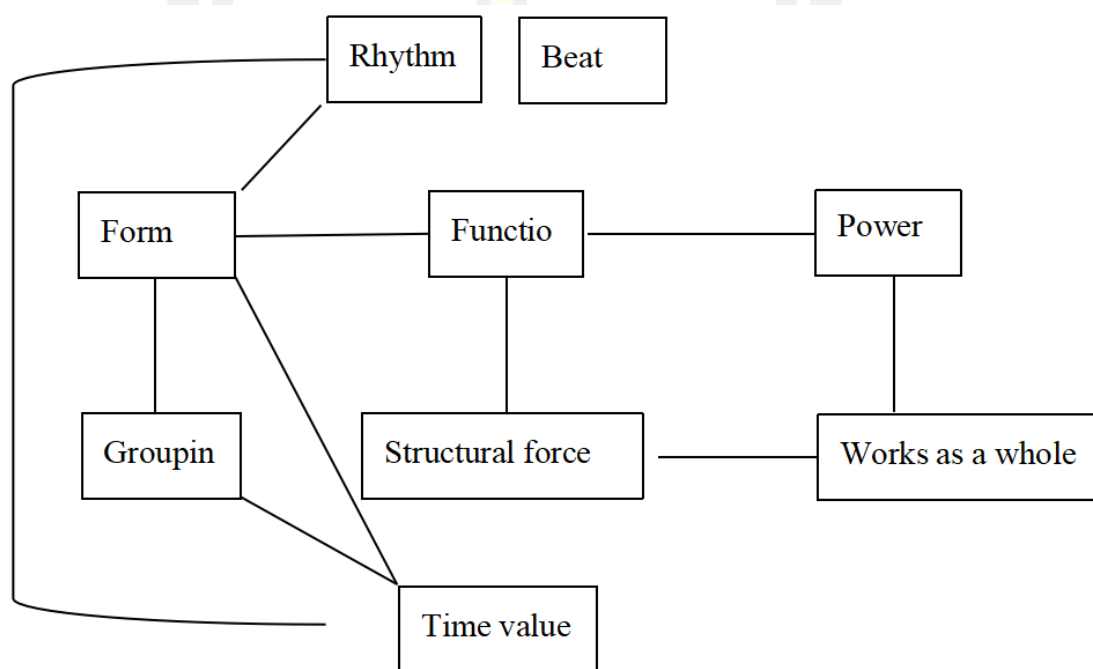 Rhythm
Beat
Form
Functio
Power
Groupin
Structural force
Works as a whole
Time value